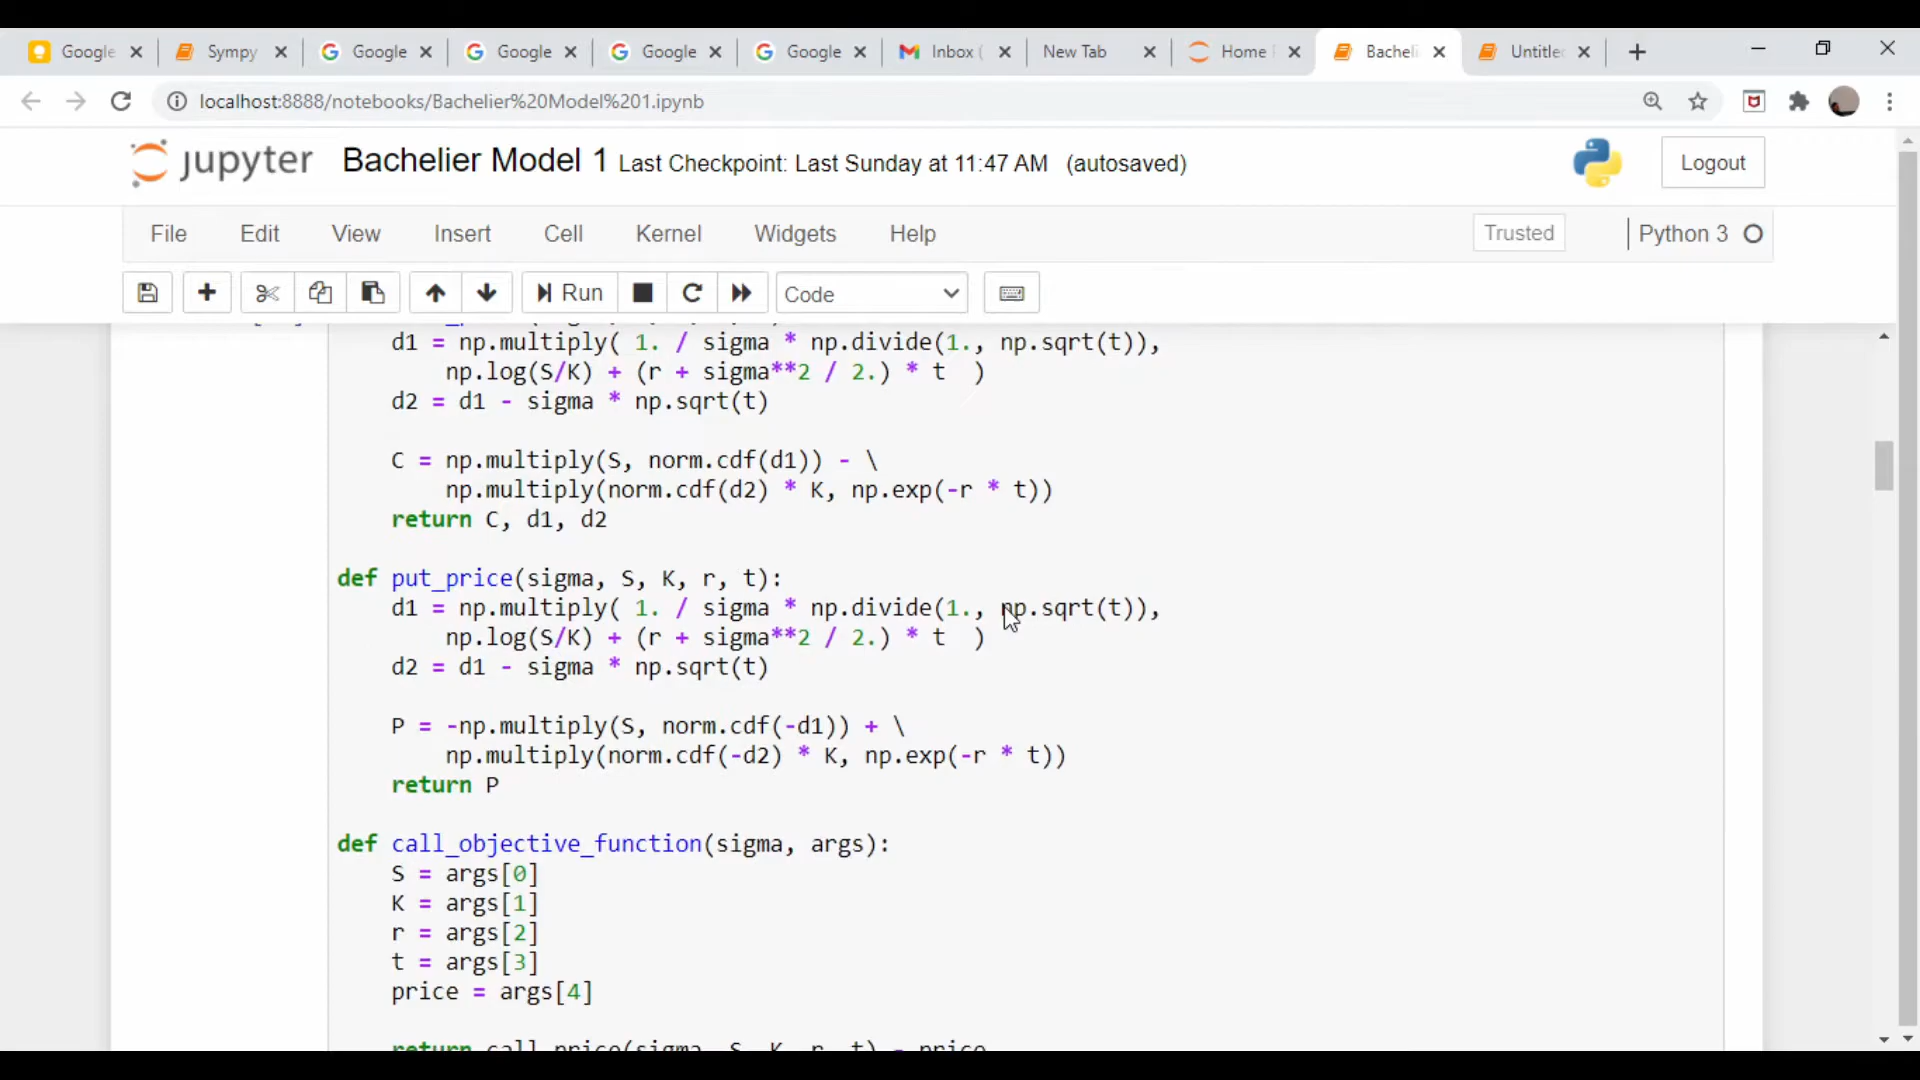 Google
Sympy
Google
Google
Google
Google
Inbox (
New Tab
Home
Bacheli
Untitle
localhost:8888/notebooks/Bachelier%20Model%201.ipynb
jupyter Bachelier Model 1 Last Checkpoint: Last Sunday at 11:47 AM (autosaved)
Logout
File Edit View Insert Cell Kernel Widgets Help
Trusted
Python 3
Run
Code
d1 = np.multiply( 1. / sigma * np.divide(1., np.sqrt(t)),
np.log(S/K) + (r + sigma**2 / 2.) * t )
d2 = d1 - sigma * np.sqrt(t)
C = np.multiply(S, norm.cdf(d1)) - \
np.multiply(norm.cdf(d2) * K, np.exp(-r * t))
return C, d1, d2
def put_price(sigma, S, K, r, t):
d1 = np.multiply( 1. / sigma * np.divide(1., np.sqrt(t)),
np.log(S/K) + (r + sigma**2 / 2.) * t )
d2 = d1 - sigma * np.sqrt(t)
P = -np.multiply(S, norm.cdf(-d1)) + \
np.multiply(norm.cdf(-d2) * K, np.exp(-r * t))
return P
def call_objective_function(sigma, args):
S = args[0]
K = args[1]
r = args[2]
t = args[3]
price = args[4]
return call_price(sigma, S, K, r, t) - price